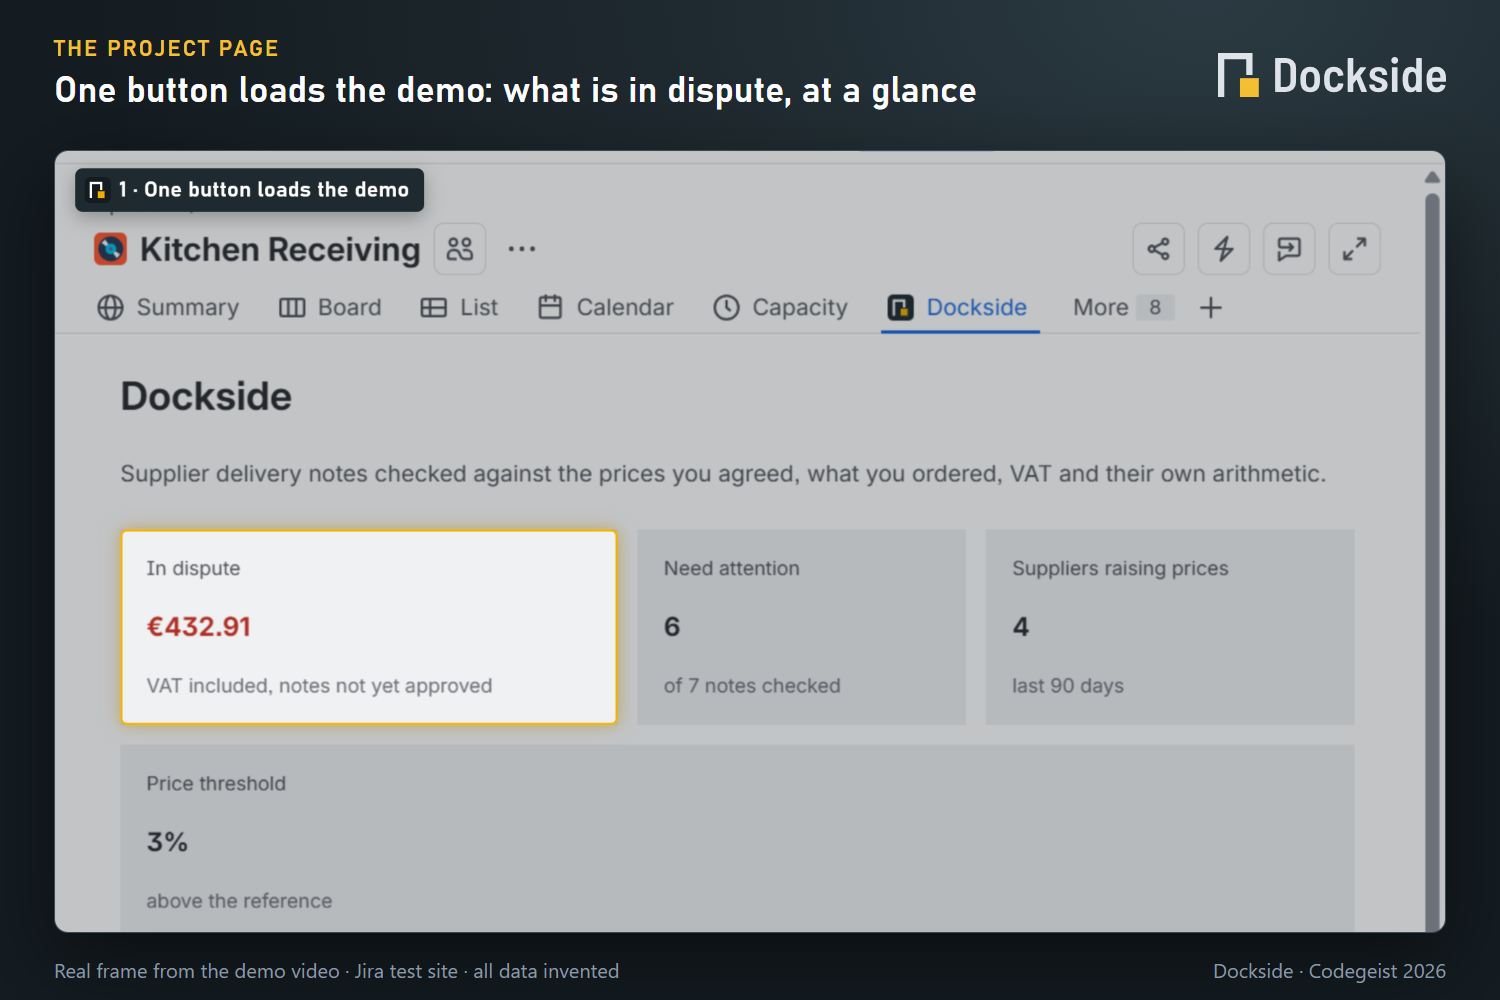 THE PROJECT PAGE
One button loads the demo: what is in dispute, at a glance
Dockside
1 · One button loads the demo
Kitchen Receiving
Summary
Board
List
Calendar
Capacity
Dockside
More 8
Dockside
Supplier delivery notes checked against the prices you agreed, what you ordered, VAT and their own arithmetic.
In dispute
€432.91
VAT included, notes not yet approved
Need attention
6
of 7 notes checked
Suppliers raising prices
4
last 90 days
Price threshold
3%
above the reference
Real frame from the demo video · Jira test site · all data invented
Dockside · Codegeist 2026